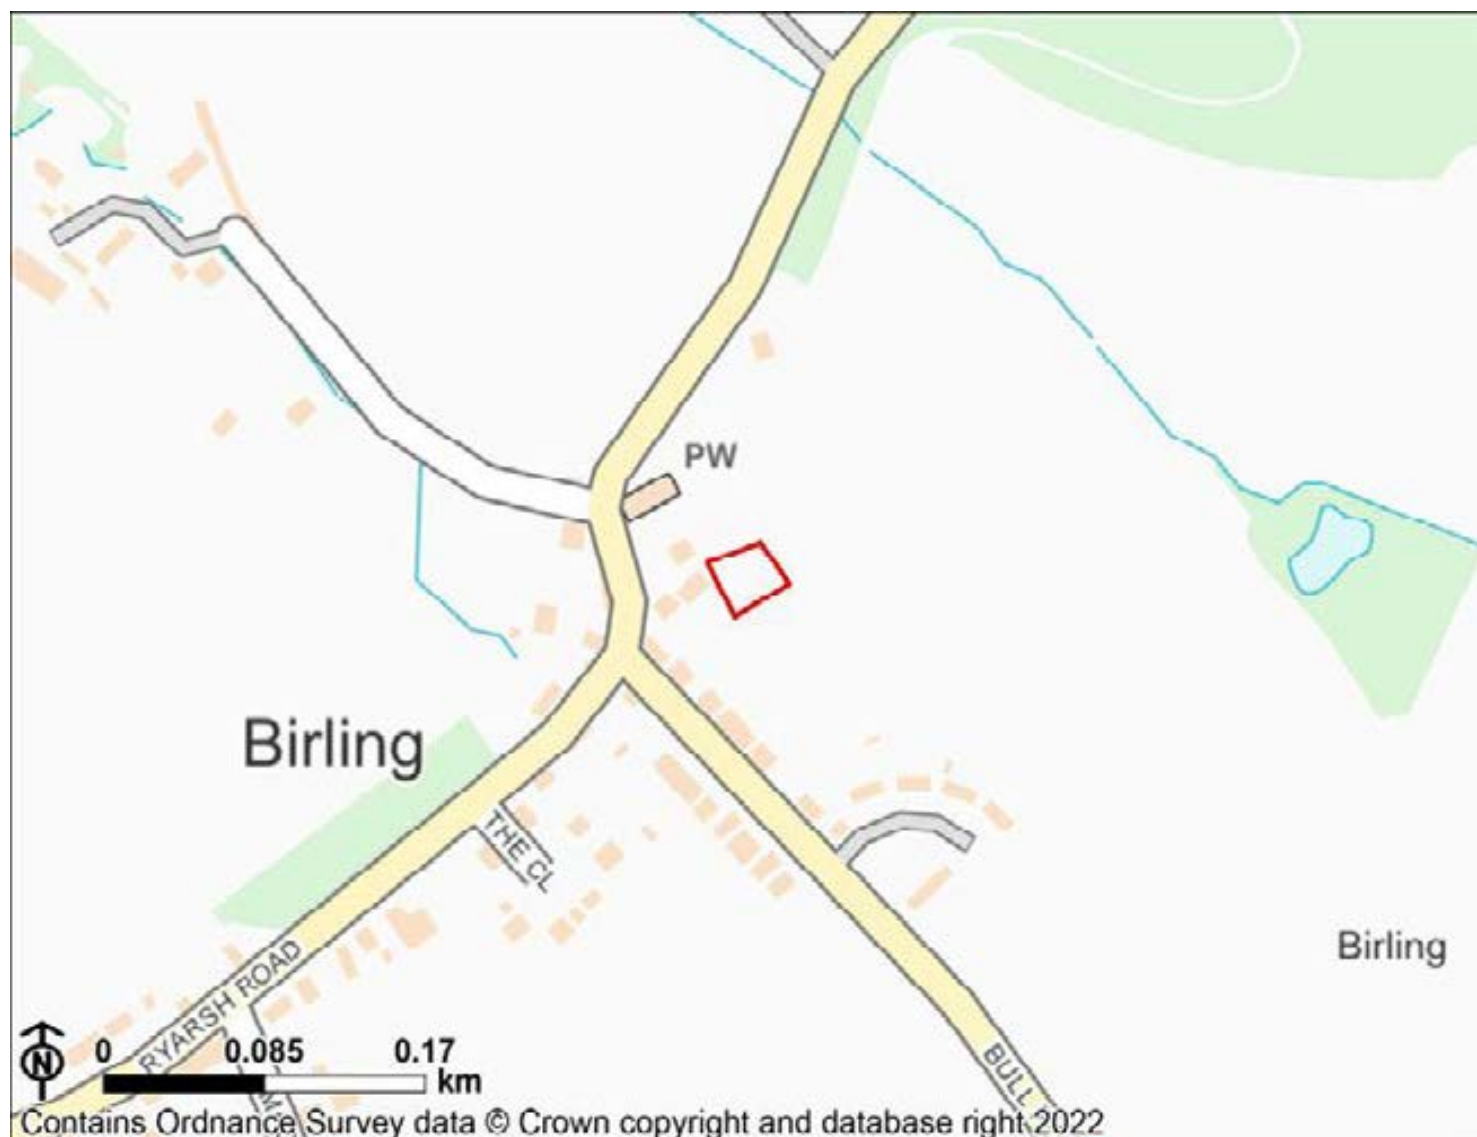 PW
Birling
THE CL
Birling
RYARSH ROAD
BULL
N
0 0.085 0.17
km
Contains Ordnance Survey data © Crown copyright and database right 2022